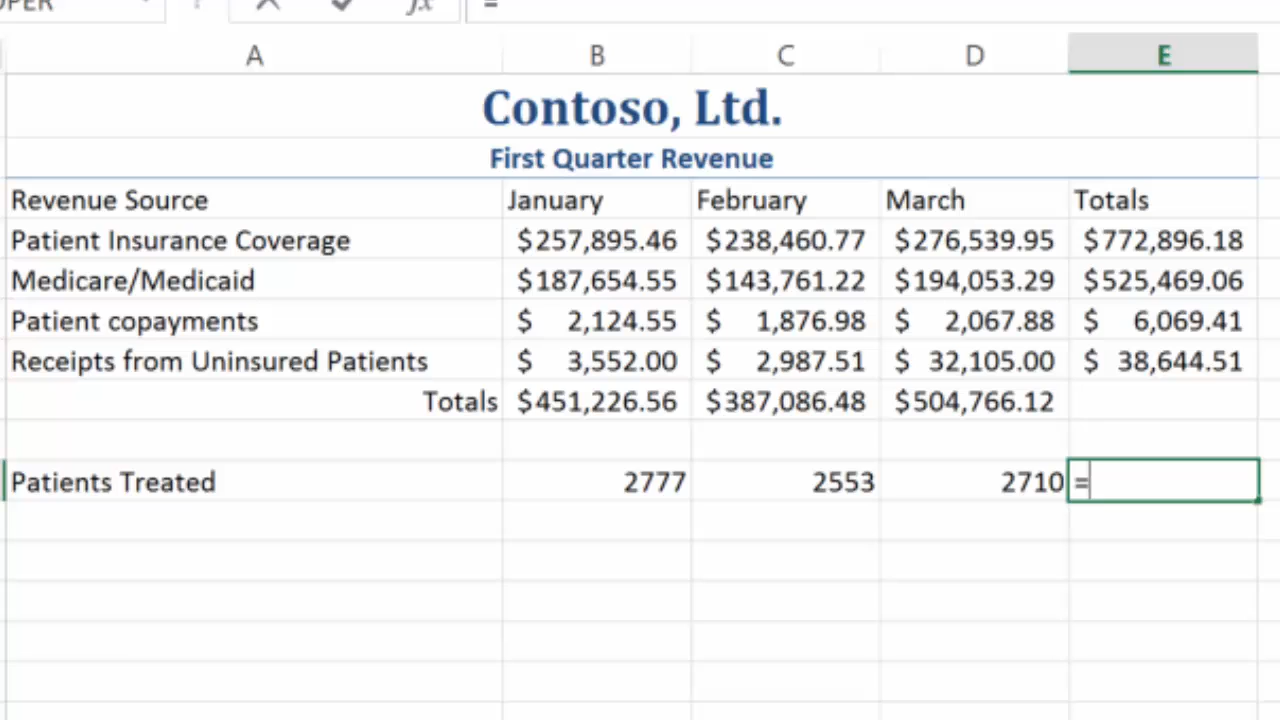 OPER fx =
A B C D E
Contoso, Ltd.
First Quarter Revenue
Revenue Source January February March Totals
Patient Insurance Coverage $257,895.46 $238,460.77 $276,539.95 $772,896.18
Medicare/Medicaid $187,654.55 $143,761.22 $194,053.29 $525,469.06
Patient copayments $ 2,124.55 $ 1,876.98 $ 2,067.88 $ 6,069.41
Receipts from Uninsured Patients $ 3,552.00 $ 2,987.51 $ 32,105.00 $ 38,644.51
Totals $451,226.56 $387,086.48 $504,766.12
Patients Treated 2777 2553 2710 =